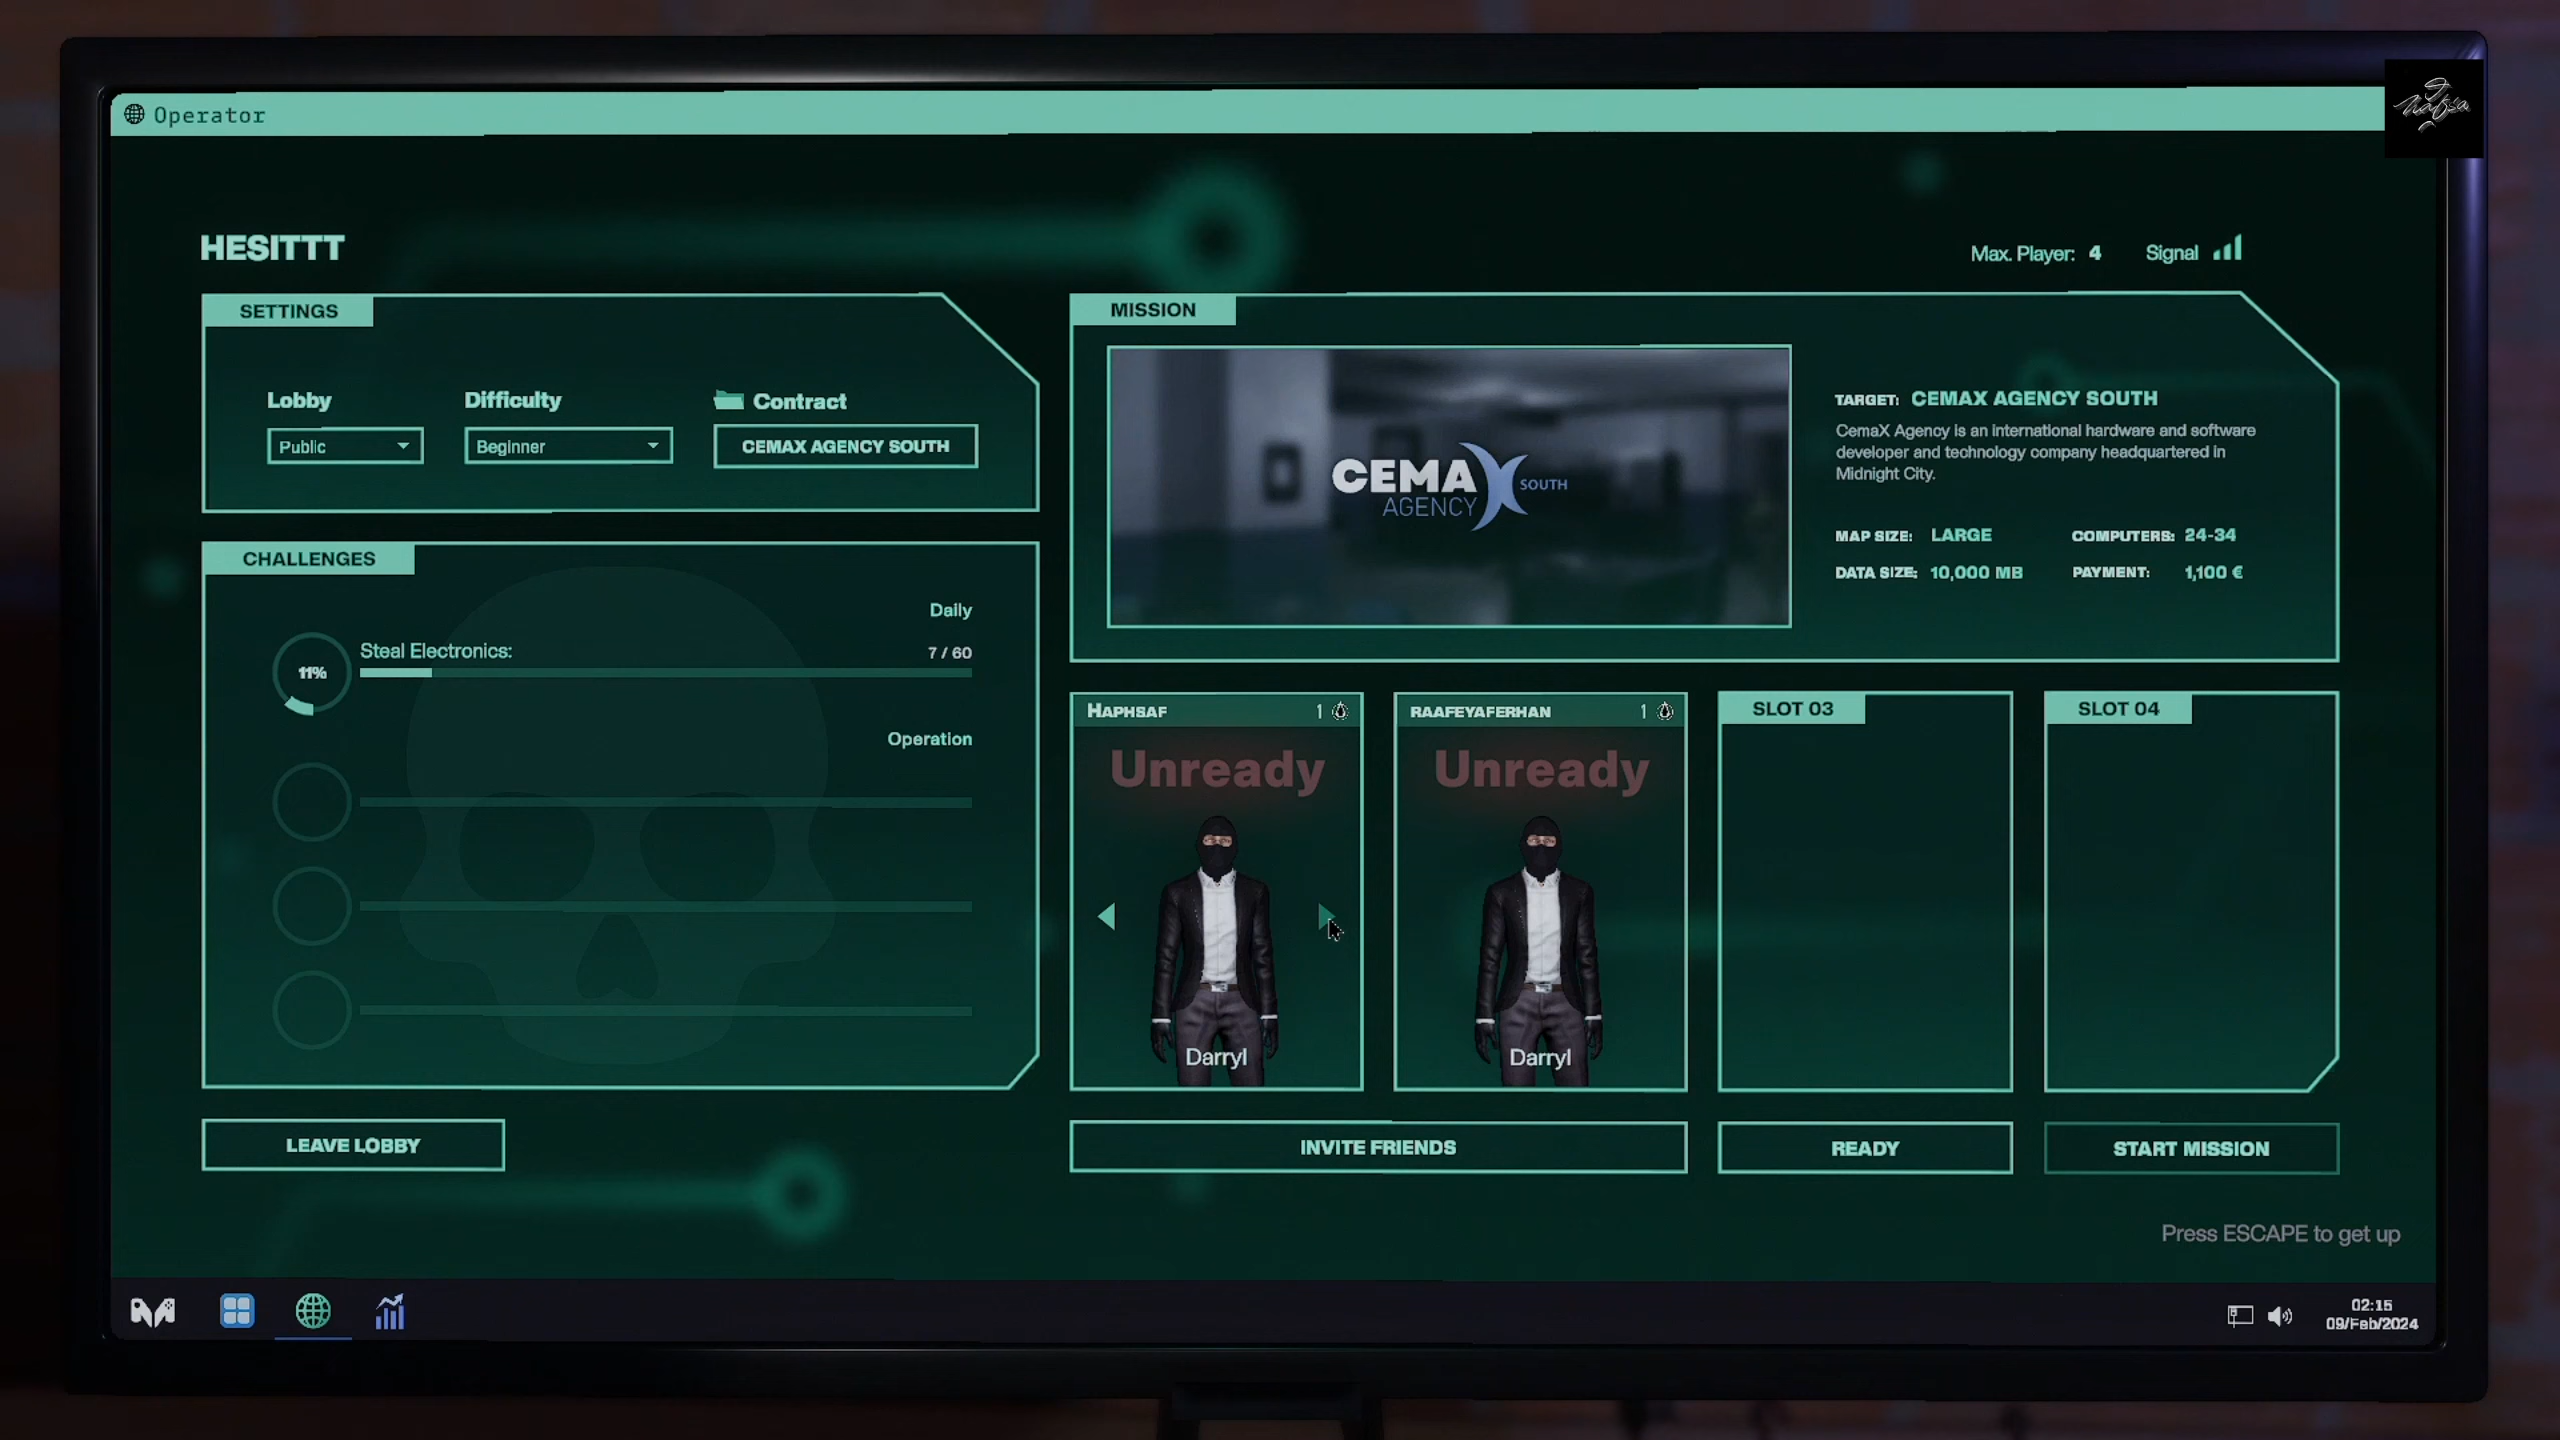 Operator
HESITTT
Max. Player: 4
Signal
SETTINGS
Lobby
Public
Difficulty
Beginner
Contract
CEMAX AGENCY SOUTH
MISSION
CEMAX SOUTH
AGENCY
TARGET: CEMAX AGENCY SOUTH
CemaX Agency is an international hardware and software
developer and technology company headquartered in
Midnight City.
MAP SIZE: LARGE
COMPUTERS: 24-34
DATA SIZE: 10,000 MB
PAYMENT: 1,100 €
CHALLENGES
Daily
11%
Steal Electronics:
7 / 60
Operation
HAPHSAF
1
Unready
Darryl
RAAFEYAFERHAN
1
Unready
Darryl
SLOT 03
SLOT 04
LEAVE LOBBY
INVITE FRIENDS
READY
START MISSION
Press ESCAPE to get up
02:15
09/Feb/2024